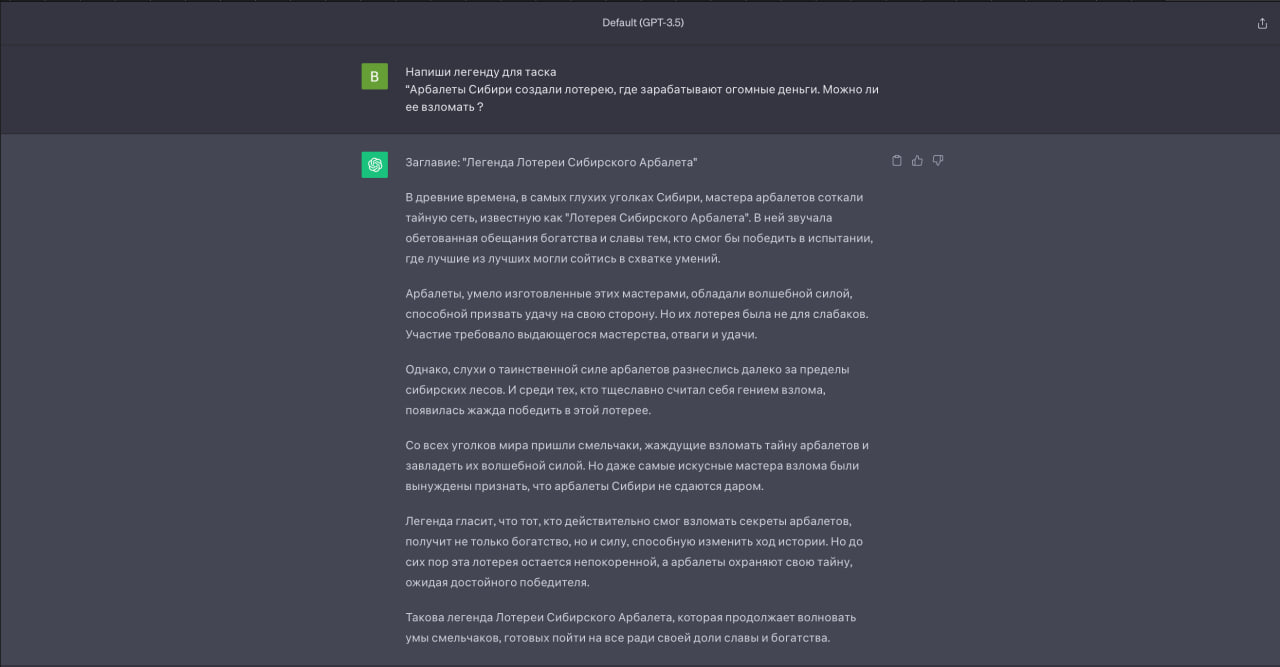 Default (GPT-3.5)
B
Напиши легенду для таска
"Арбалеты Сибири создали лотерею, где зарабатывают огомные деньги. Можно ли
ее взломать ?
Заглавие: "Легенда Лотереи Сибирского Арбалета"
В древние времена, в самых глухих уголках Сибири, мастера арбалетов соткали
тайную сеть, известную как "Лотерея Сибирского Арбалета". В ней звучала
обетованная обещания богатства и славы тем, кто смог бы победить в испытании,
где лучшие из лучших могли сойтись в схватке умений.
Арбалеты, умело изготовленные этих мастерами, обладали волшебной силой,
способной призвать удачу на свою сторону. Но их лотерея была не для слабаков.
Участие требовало выдающегося мастерства, отваги и удачи.
Однако, слухи о таинственной силе арбалетов разнеслись далеко за пределы
сибирских лесов. И среди тех, кто тщеславно считал себя гением взлома,
появилась жажда победить в этой лотерее.
Со всех уголков мира пришли смельчаки, жаждущие взломать тайну арбалетов и
завладеть их волшебной силой. Но даже самые искусные мастера взлома были
вынуждены признать, что арбалеты Сибири не сдаются даром.
Легенда гласит, что тот, кто действительно смог взломать секреты арбалетов,
получит не только богатство, но и силу, способную изменить ход истории. Но до
сих пор эта лотерея остается непокоренной, а арбалеты охраняют свою тайну,
ожидая достойного победителя.
Такова легенда Лотереи Сибирского Арбалета, которая продолжает волновать
умы смельчаков, готовых пойти на все ради своей доли славы и богатства.